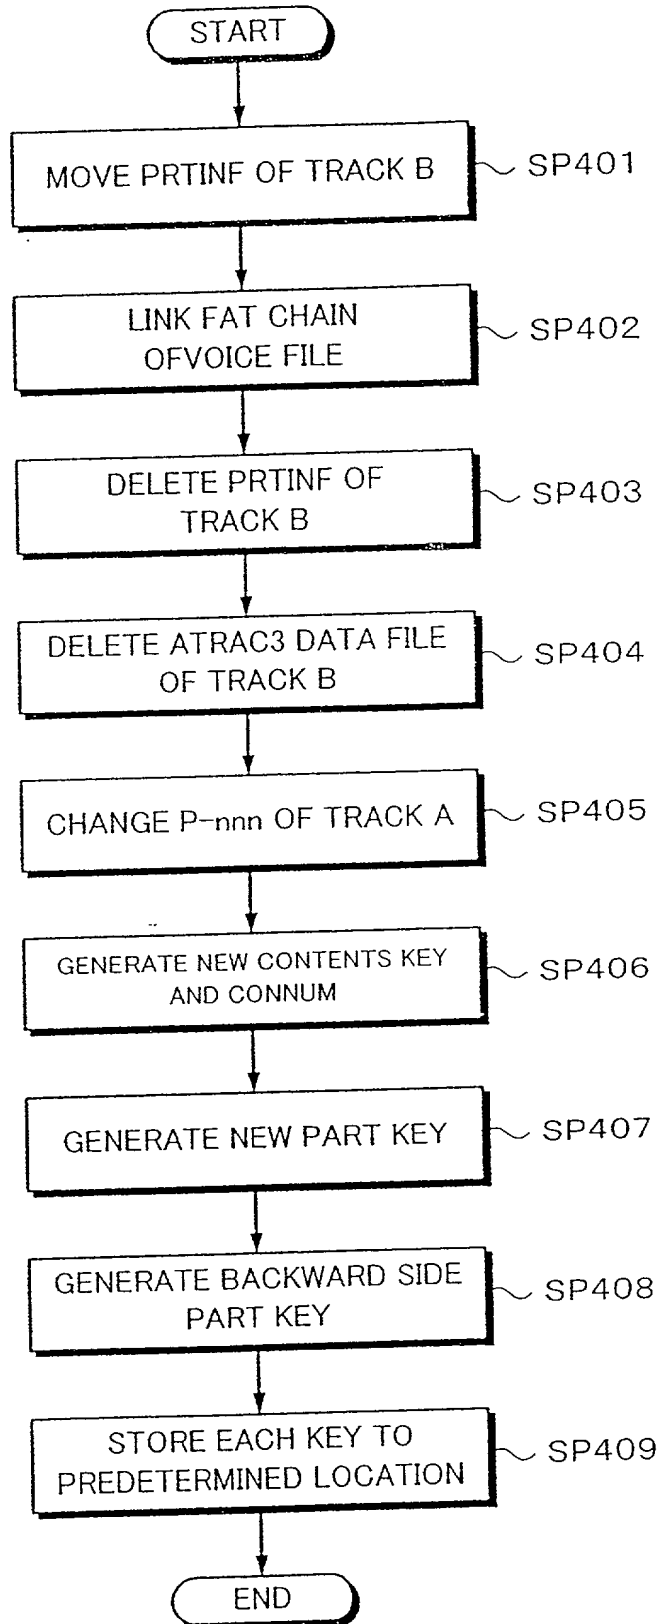 START
MOVE PRTINF OF TRACK B
SP401
LINK FAT CHAIN
OFVOICE FILE
SP402
DELETE PRTINF OF
TRACK B
SP403
DELETE ATRAC3 DATA FILE
OF TRACK B
SP404
CHANGE P-nnn OF TRACK A
SP405
GENERATE NEW CONTENTS KEY
AND CONNUM
SP406
GENERATE NEW PART KEY
SP407
GENERATE BACKWARD SIDE
PART KEY
SP408
STORE EACH KEY TO
PREDETERMINED LOCATION
SP409
END